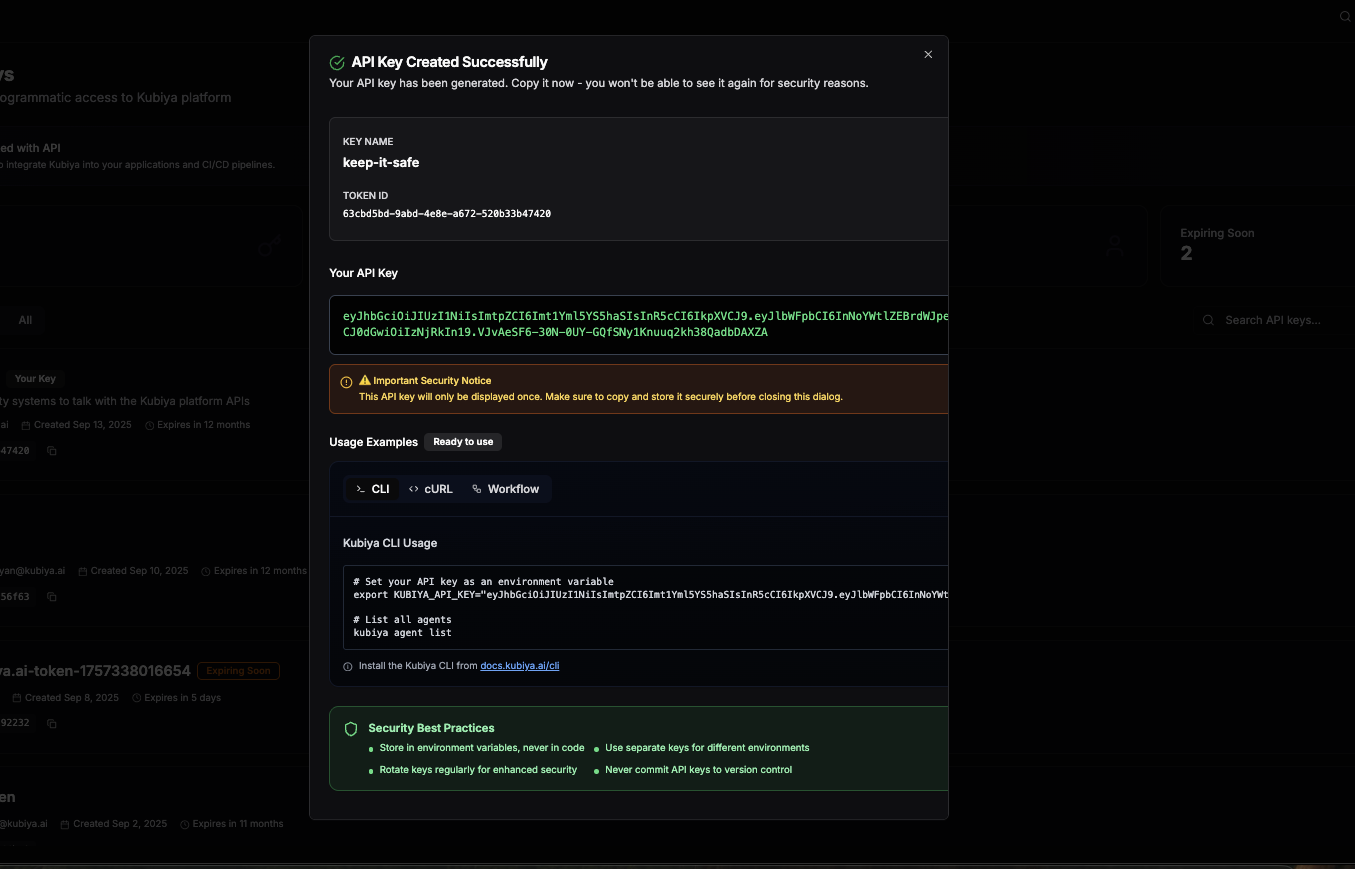 API Key Created Successfully
Your API key has been generated. Copy it now - you won't be able to see it again for security reasons.
KEY NAME
keep-it-safe
TOKEN ID
63cbd5bd-9abd-4e8e-a672-520b33b47420
Your API Key
eyJhbGciOiJIUzI1NiIsImtpZCI6Imt1Yml5YS5haSIsInR5cCI6IkpXVCJ9.eyJlbWFpbCI6InNoYWtlZEBrdWJpe
CJ0dGwiOiIzNjRkIn19.VJvAeSF6-30N-0UY-GQfSNy1Knuuq2kh38QadbDAXZA
Important Security Notice
This API key will only be displayed once. Make sure to copy and store it securely before closing this dialog.
Usage Examples Ready to use
CLI cURL Workflow
Kubiya CLI Usage
# Set your API key as an environment variable
export KUBIYA_API_KEY="eyJhbGciOiJIUzI1NiIsImtpZCI6Imt1Yml5YS5haSIsInR5cCI6IkpXVCJ9.eyJlbWFpbCI6InNoYWt
# List all agents
kubiya agent list
Install the Kubiya CLI from docs.kubiya.ai/cli
Security Best Practices
Store in environment variables, never in code
Use separate keys for different environments
Rotate keys regularly for enhanced security
Never commit API keys to version control
ys
ogrammatic access to Kubiya platform
ed with API
o integrate Kubiya into your applications and CI/CD pipelines.
Expiring Soon
2
All
Search API keys...
Your Key
ty systems to talk with the Kubiya platform APIs
ai Created Sep 13, 2025 Expires in 12 months
47420
yan@kubiya.ai Created Sep 10, 2025 Expires in 12 months
56f63
ya.ai-token-1757338016654 Expiring Soon
Created Sep 8, 2025 Expires in 5 days
92232
en
@kubiya.ai Created Sep 2, 2025 Expires in 11 months